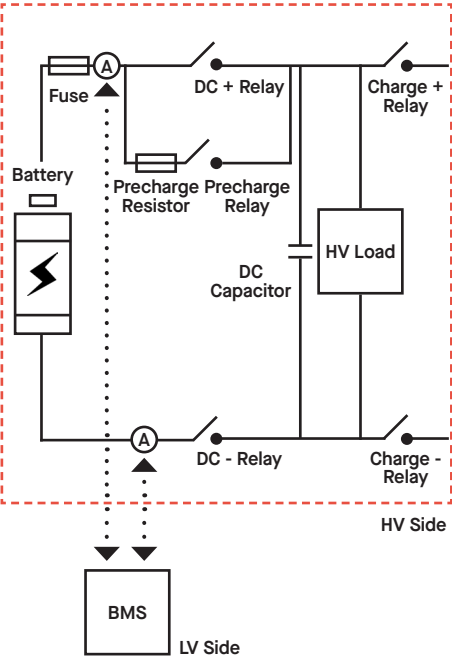 A
Fuse
DC + Relay
Charge +
Relay
Battery
Precharge
Resistor
Precharge
Relay
DC
Capacitor
HV Load
A
DC - Relay
Charge -
Relay
HV Side
BMS
LV Side